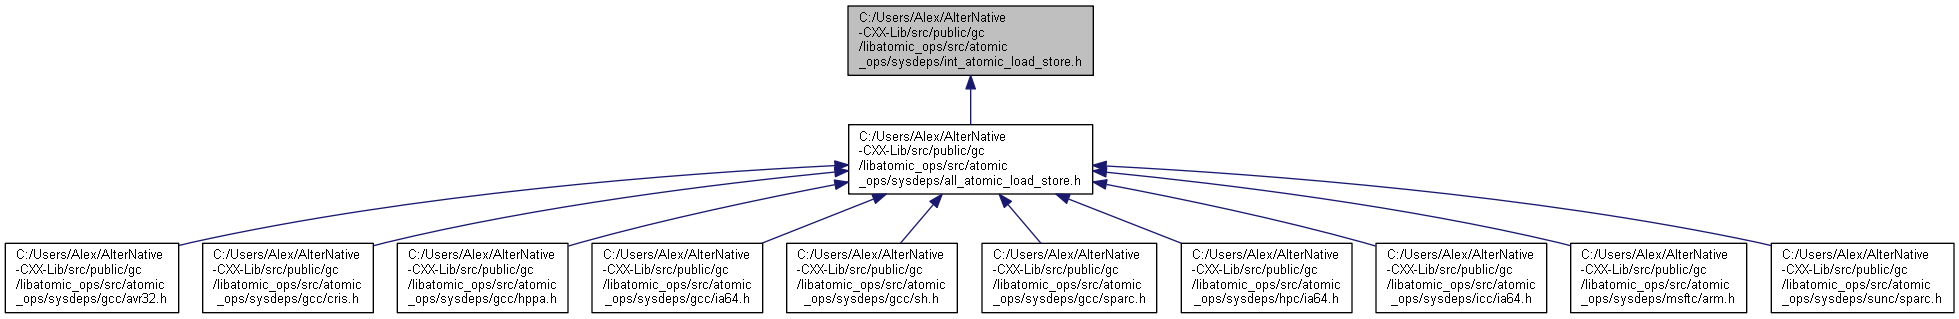 C:/Users/Alex/AlterNative
-CXX-Lib/src/public/gc
/libatomic_ops/src/atomic
_ops/sysdeps/int_atomic_load_store.h
C:/Users/Alex/AlterNative
-CXX-Lib/src/public/gc
/libatomic_ops/src/atomic
_ops/sysdeps/all_atomic_load_store.h
C:/Users/Alex/AlterNative
-CXX-Lib/src/public/gc
/libatomic_ops/src/atomic
_ops/sysdeps/gcc/avr32.h
C:/Users/Alex/AlterNative
-CXX-Lib/src/public/gc
/libatomic_ops/src/atomic
_ops/sysdeps/gcc/cris.h
C:/Users/Alex/AlterNative
-CXX-Lib/src/public/gc
/libatomic_ops/src/atomic
_ops/sysdeps/gcc/hppa.h
C:/Users/Alex/AlterNative
-CXX-Lib/src/public/gc
/libatomic_ops/src/atomic
_ops/sysdeps/gcc/ia64.h
C:/Users/Alex/AlterNative
-CXX-Lib/src/public/gc
/libatomic_ops/src/atomic
_ops/sysdeps/gcc/sh.h
C:/Users/Alex/AlterNative
-CXX-Lib/src/public/gc
/libatomic_ops/src/atomic
_ops/sysdeps/gcc/sparc.h
C:/Users/Alex/AlterNative
-CXX-Lib/src/public/gc
/libatomic_ops/src/atomic
_ops/sysdeps/hpc/ia64.h
C:/Users/Alex/AlterNative
-CXX-Lib/src/public/gc
/libatomic_ops/src/atomic
_ops/sysdeps/icc/ia64.h
C:/Users/Alex/AlterNative
-CXX-Lib/src/public/gc
/libatomic_ops/src/atomic
_ops/sysdeps/msftc/arm.h
C:/Users/Alex/AlterNative
-CXX-Lib/src/public/gc
/libatomic_ops/src/atomic
_ops/sysdeps/sunc/sparc.h